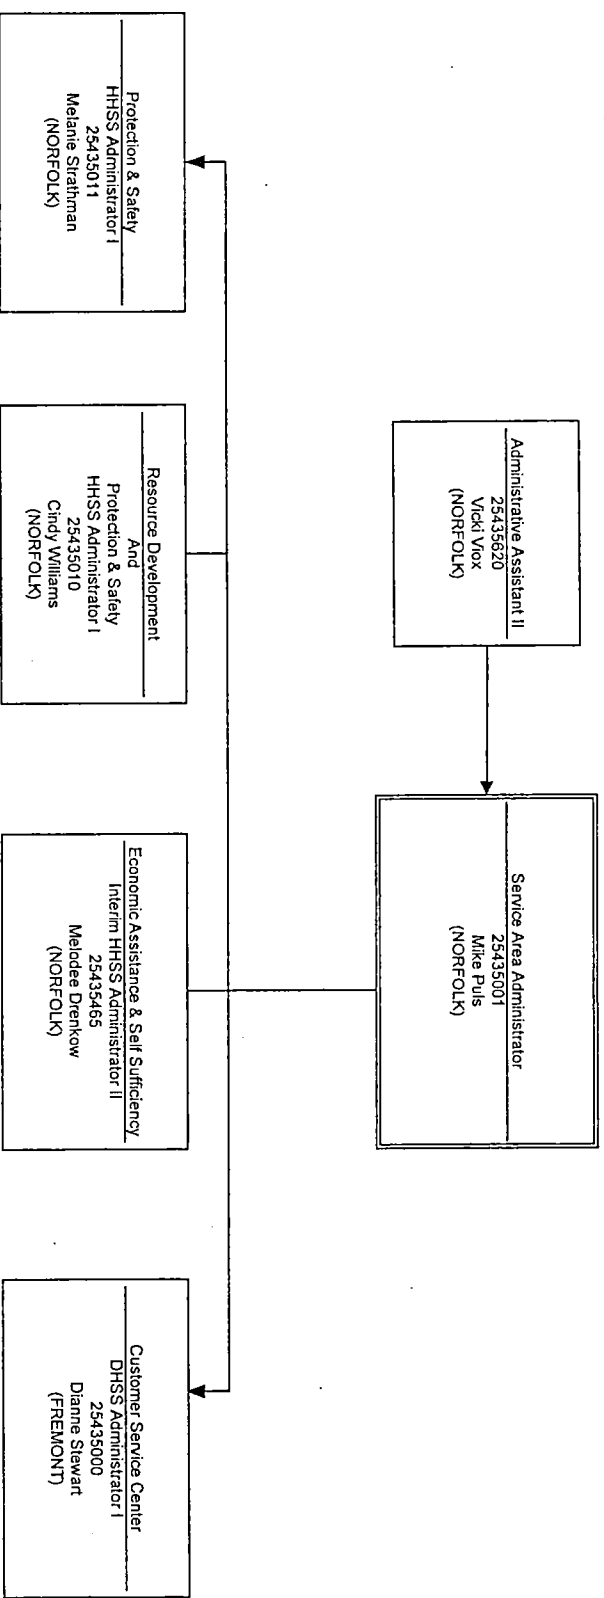 Administrative Assistant II
25435620
Vicki Viox
(NORFOLK)
Service Area Administrator
25435001
Mike Puls
(NORFOLK)
Protection & Safety
HHSS Administrator I
25435011
Melanie Strathman
(NORFOLK)
Resource Development
And
Protection & Safety
HHSS Administrator I
25435010
Cindy Williams
(NORFOLK)
Economic Assistance & Self Sufficiency
Interim HHSS Administrator II
25435465
Melodee Drenkow
(NORFOLK)
Customer Service Center
DHSS Administrator I
25435000
Dianne Stewart
(FREMONT)